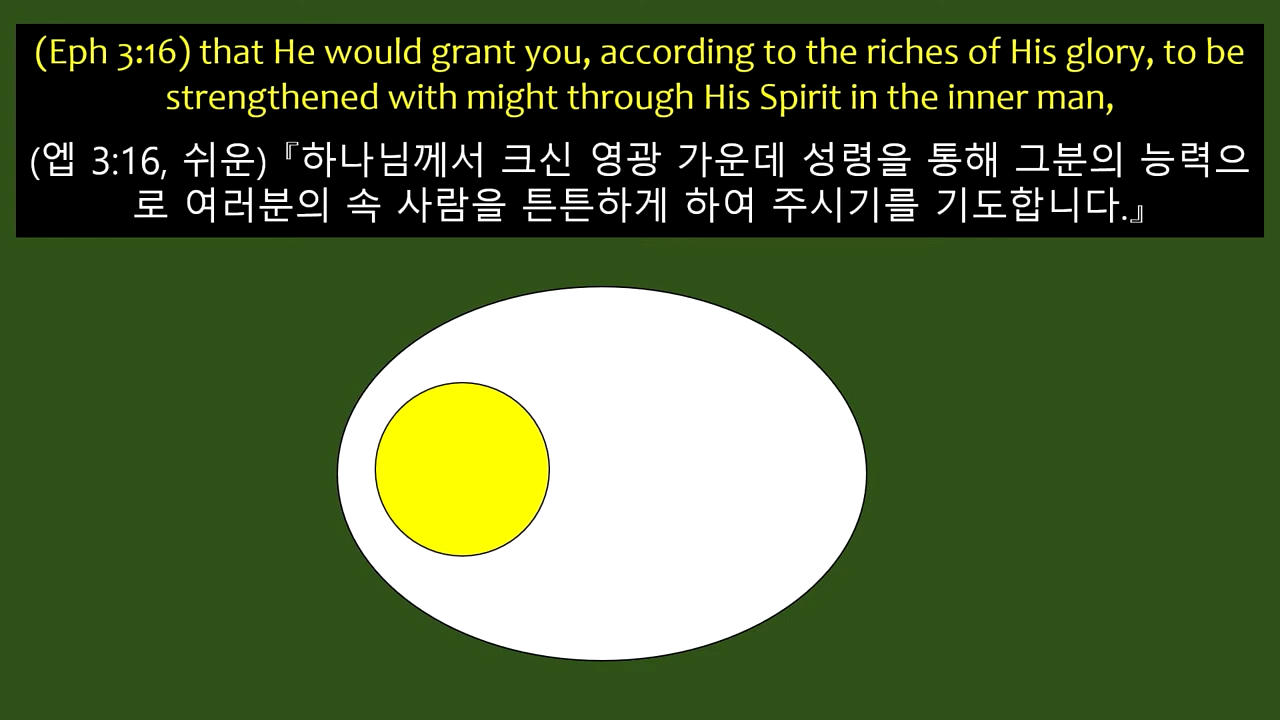 (Eph 3:16) that He would grant you, according to the riches of His glory, to be
strengthened with might through His Spirit in the inner man,
(엡 3:16, 쉬운)『하나님께서 크신 영광 가운데 성령을 통해 그분의 능력으
로 여러분의 속 사람을 튼튼하게 하여 주시기를 기도합니다.』